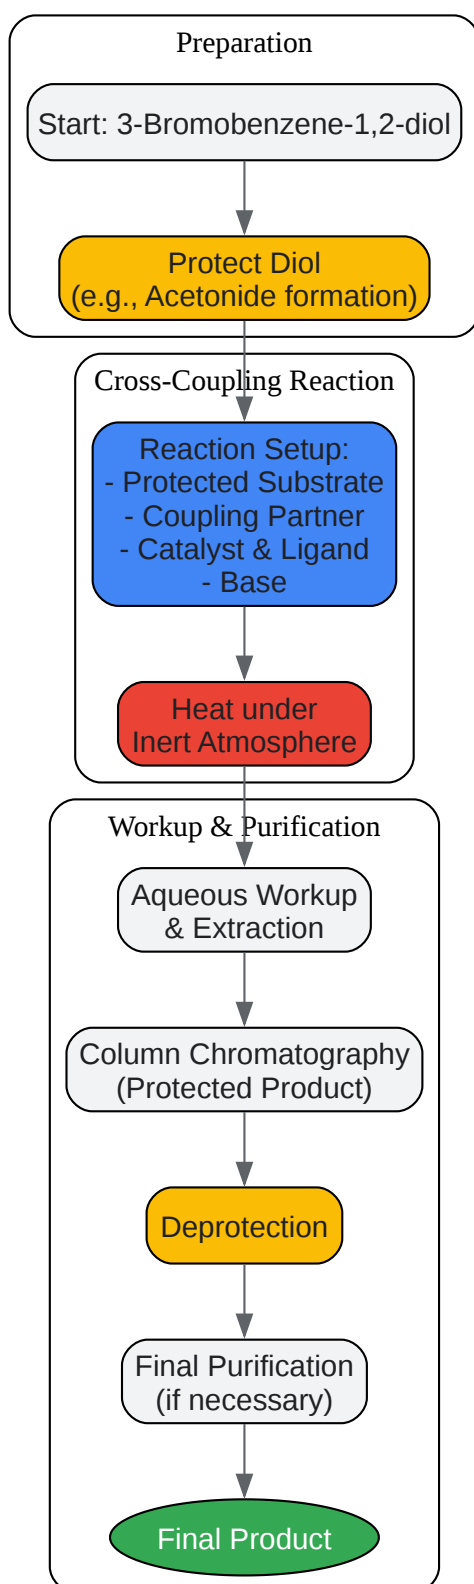 Preparation
Start: 3-Bromobenzene-1,2-diol
Protect Diol
(e.g., Acetonide formation)
Cross-Coupling Reaction
Reaction Setup:
- Protected Substrate
- Coupling Partner
- Catalyst & Ligand
- Base
Heat under
Inert Atmosphere
Workup & Purification
Aqueous Workup
& Extraction
Column Chromatography
(Protected Product)
Deprotection
Final Purification
(if necessary)
Final Product